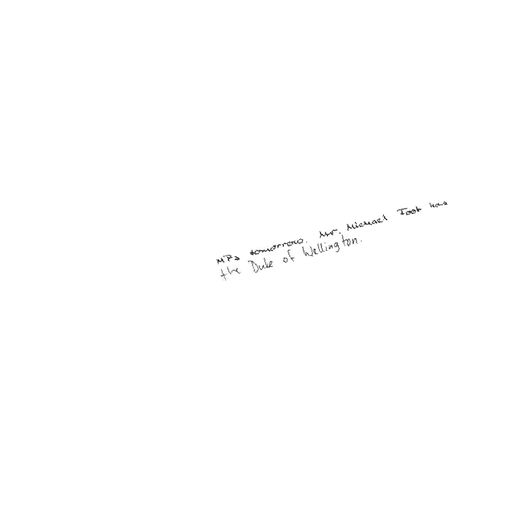 MPs tomorrow. Mr. Michael Foot has
the Duke of Wellington.